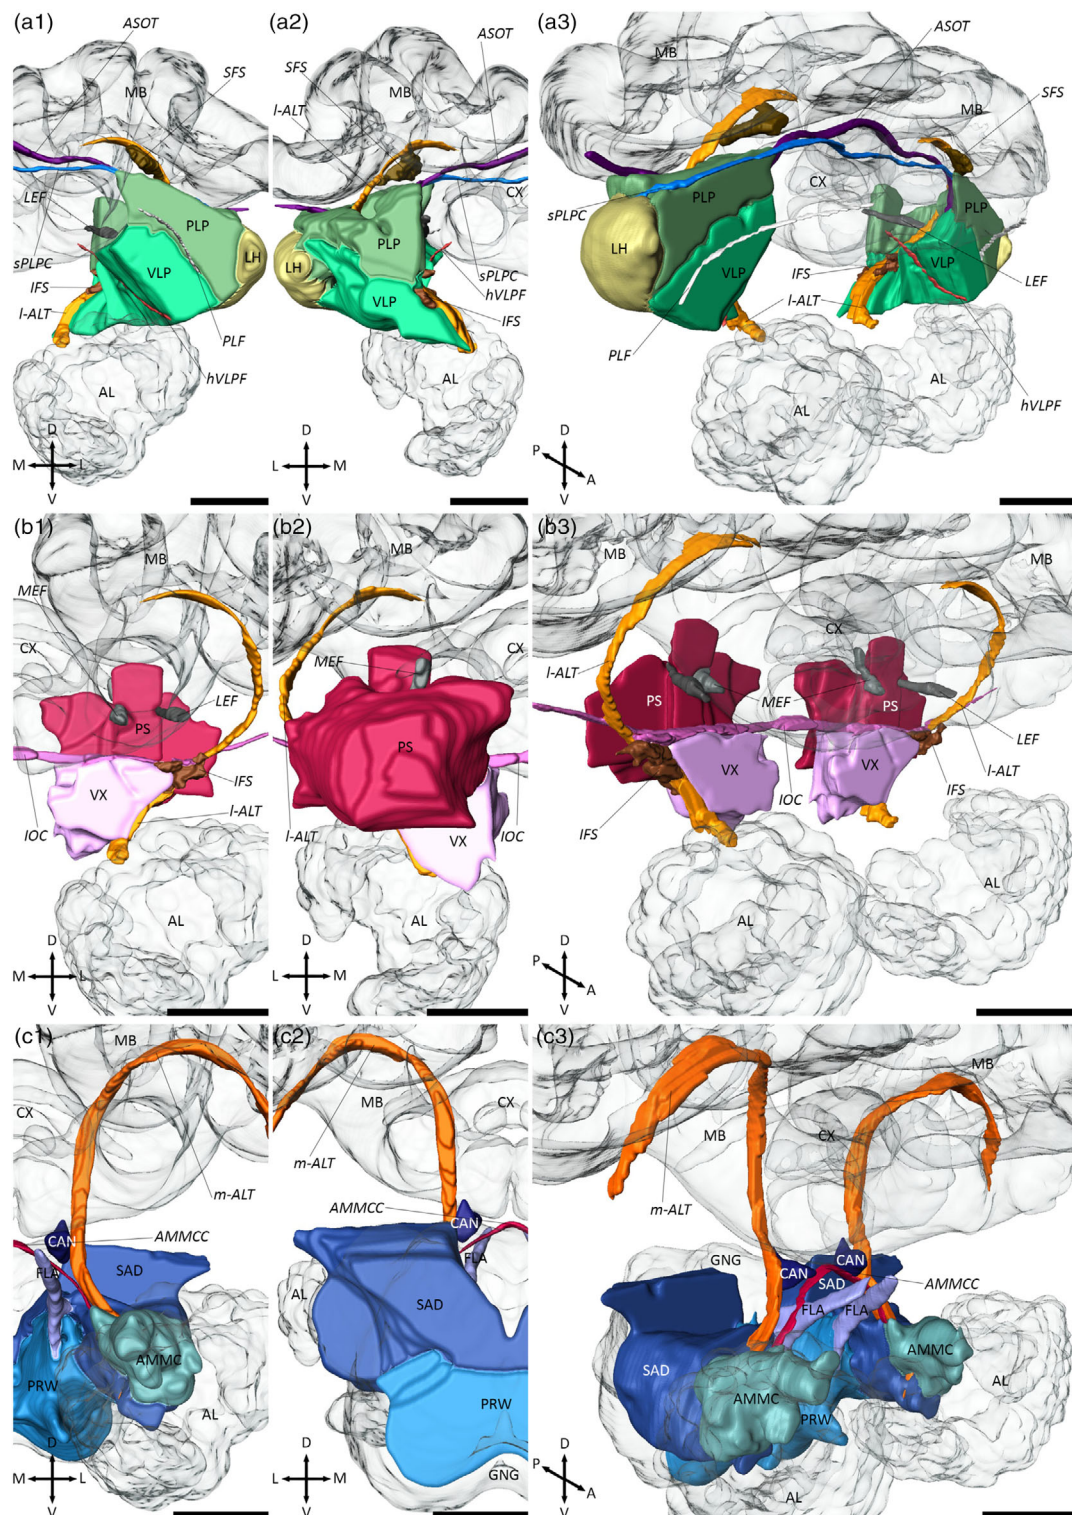 (a1)
ASOT
SFS
MB
LEF
PLP
LH
sPLPC
VLP
IFS
l-ALT
PLF
hVLPF
AL
D
M
L
V
(a2)
ASOT
SFS
MB
l-ALT
CX
PLP
LH
sPLPC
hVLPF
VLP
IFS
AL
D
L
M
V
(a3)
ASOT
MB
MB
SFS
CX
sPLPC
PLP
LH
VLP
IFS
LEF
l-ALT
PLF
hVLPF
AL
AL
D
P
A
V
(b1)
MB
MEF
CX
LEF
PS
IFS
VX
l-ALT
IOC
AL
D
M
L
V
(b2)
MB
MEF
CX
PS
l-ALT
VX
IOC
AL
D
L
M
V
(b3)
MB
MB
CX
l-ALT
MEF
PS
PS
LEF
VX
VX
l-ALT
IOC
IFS
IFS
AL
AL
D
P
A
V
(c1)
MB
CX
m-ALT
CAN
AMMCC
FLA
SAD
AMMC
PRW
AL
D
M
L
V
(c2)
MB
CX
m-ALT
AMMCC
CAN
FLA
AL
SAD
PRW
GNG
D
L
M
V
(c3)
MB
MB
CX
m-ALT
GNG
CAN
CAN
SAD
AMMCC
FLA
FLA
SAD
AMMC
AMMC
AL
PRW
AL
D
P
A
V